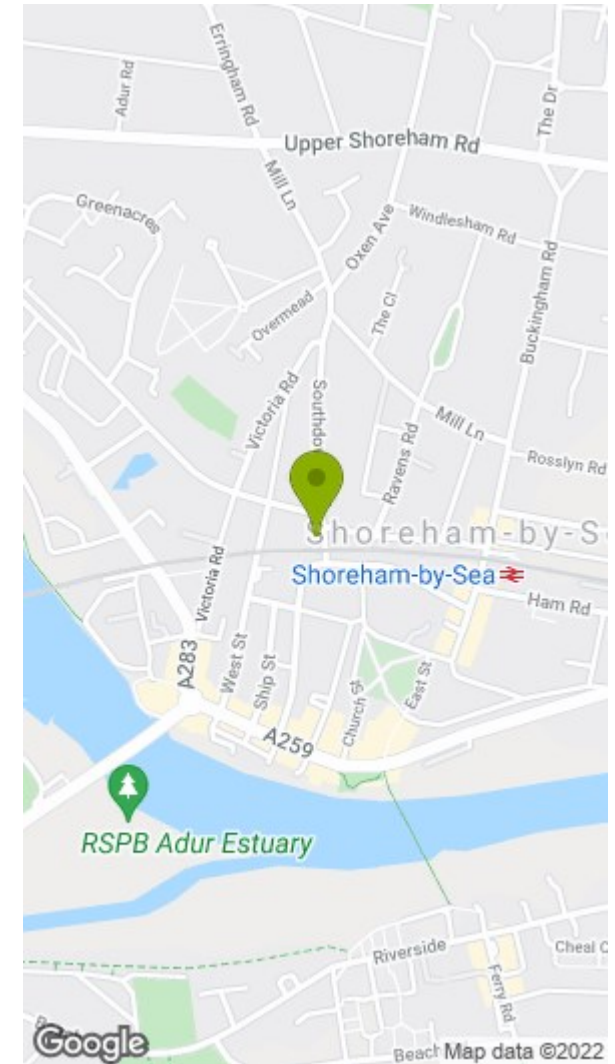 Erringham Rd
Adur Rd
The Dr
Upper Shoreham Rd
Mill Ln
Greenacres
Oxen Ave
Windlesham Rd
Overmead
The Cl
Buckingham Rd
Victoria Rd
Southdo
Ravens Rd
Mill Ln
Rosslyn Rd
Shoreham-by-S
Shoreham-by-Sea
Ham Rd
Victoria Rd
A283
West St
Ship St
Church St
East St
A259
RSPB Adur Estuary
Riverside
Cheal C
Ferry Rd
Beach
Google
Map data ©2022